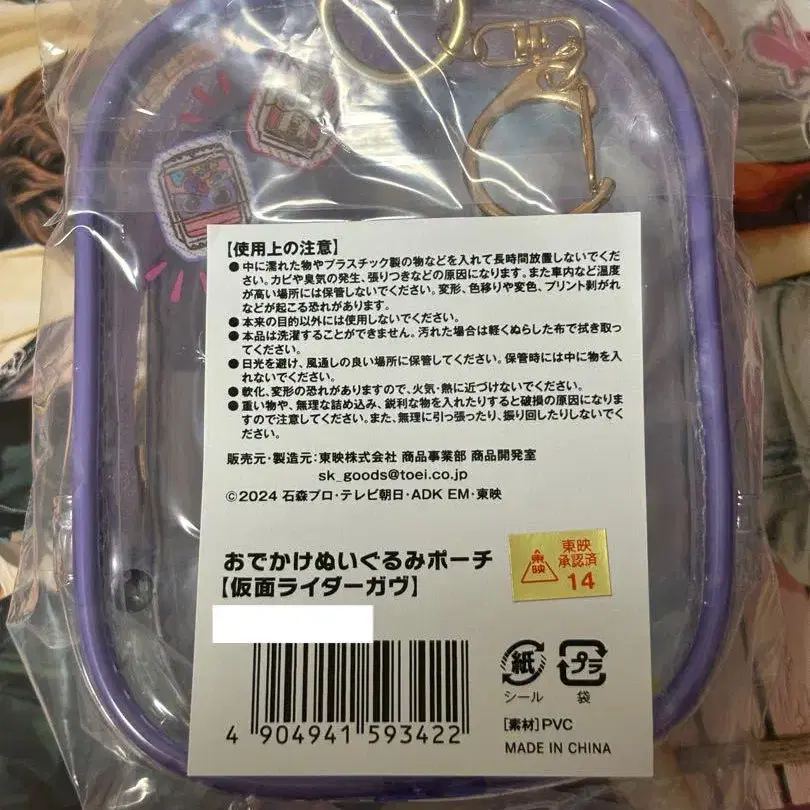 【使用上の注意】
●中に濡れた物やプラスチック製の物などを入れて長時間放置しないでくだ
さい。カビや臭気の発生、張りつきなどの原因になります。また車内など温度
が高い場所には保管しないでください。変形、色移りや変色、プリント剥がれ
などが起こる恐れがあります。
●本来の目的以外には使用しないでください。
●本品は洗濯することができません。汚れた場合は軽くぬらした布で拭き取っ
てください。
●日光を避け、風通しの良い場所に保管してください。保管時には中に物を入
れないでください。
●軟化、変形の恐れがありますので、火気・熱に近づけないでください。
●重い物や、無理な詰め込み、鋭利な物を入れたりすると破損の原因になりま
すので注意してください。また、無理に引っ張ったり、振り回したりしないでく
ださい。
販売元・製造元：東映株式会社 商品事業部 商品開発室
sk_goods@toei.co.jp
©2024 石森プロ・テレビ朝日・ADK EM・東映
おでかけぬいぐるみポーチ
【仮面ライダーガヴ】
東映
東映
承認済
14
4 904941 593422
紙
シール
プラ
袋
［素材］PVC
MADE IN CHINA